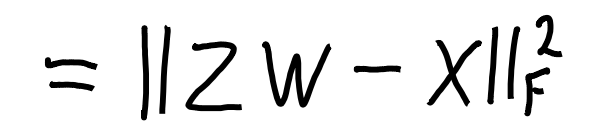 = ||ZW - X||_F^2